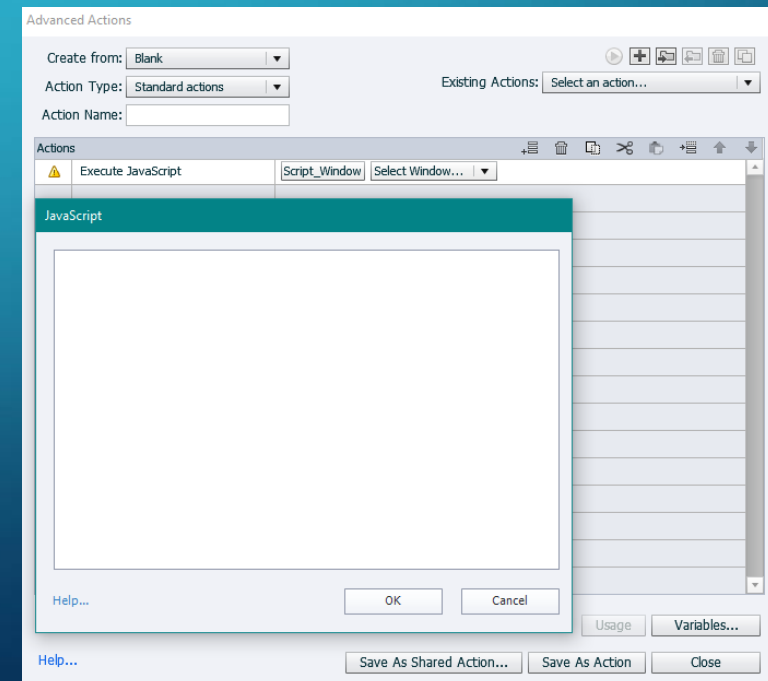 Advanced Actions
Create from: Blank
Action Type: Standard actions
Existing Actions: Select an action...
Action Name:
Actions
Execute JavaScript Script_Window Select Window...
JavaScript
Help... OK Cancel
Usage Variables...
Help... Save As Shared Action... Save As Action Close